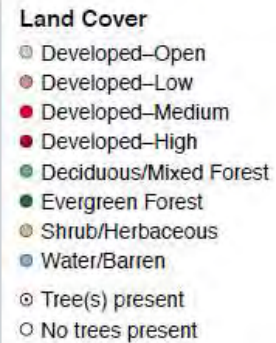 Land Cover
Developed–Open
Developed–Low
Developed–Medium
Developed–High
Deciduous/Mixed Forest
Evergreen Forest
Shrub/Herbaceous
Water/Barren
Tree(s) present
No trees present